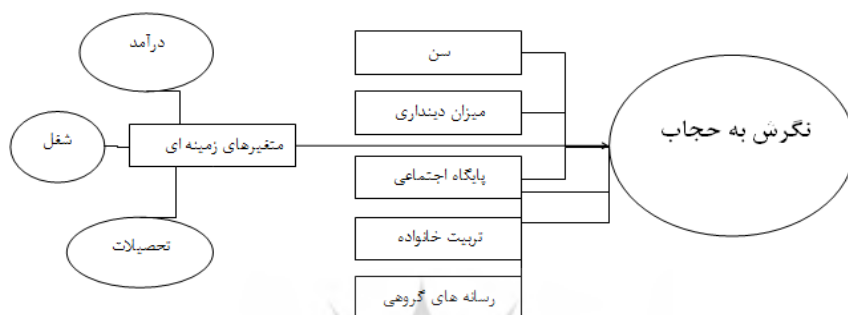 درآمد
سن
میزان دینداری
نگرش به حجاب
شغل
متغیرهای زمینه ای
پایگاه اجتماعی
تحصیلات
تربیت خانواده
رسانه های گروهی